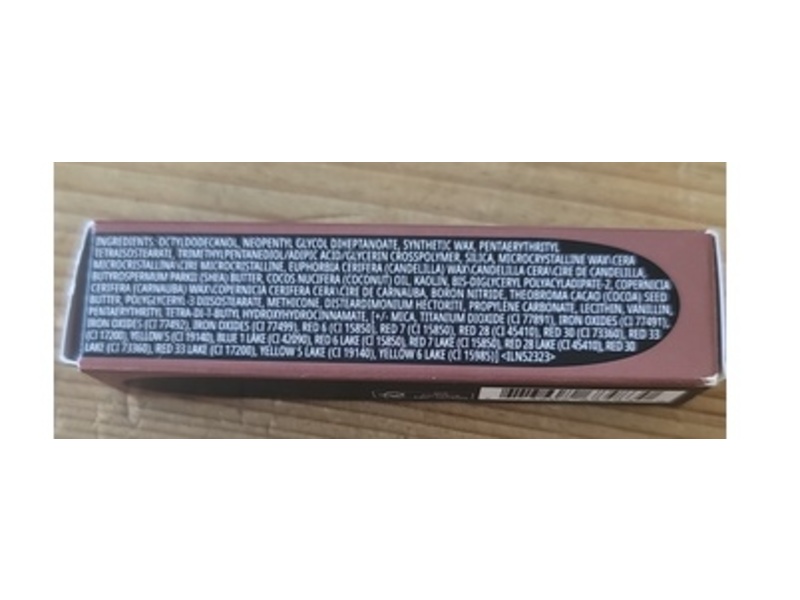 INGREDIENTS: OCTYLDODECANOL, NEOPENTYL GLYCOL DIHEPTANOATE, SYNTHETIC WAX, PENTAERYTHRITYL
TETRAISOSTEARATE, TRIMETHYLPENTANEDIOL/ADIPIC ACID/GLYCERIN CROSSPOLYMER, SILICA, MICROCRYSTALLINE WAX\CERA
MICROCRISTALLINA\CIRE MICROCRISTALLINE, EUPHORBIA CERIFERA (CANDELILLA) WAX\CANDELILLA CERA\CIRE DE CANDELILLA,
BUTYROSPERMUM PARKII (SHEA) BUTTER, COCOS NUCIFERA (COCONUT) OIL, KAOLIN, BIS-DIGLYCERYL POLYACYLADIPATE-2, COPERNICIA
CERIFERA (CARNAUBA) WAX\COPERNICIA CERIFERA CERA\CIRE DE CARNAUBA, BORON NITRIDE, THEOBROMA CACAO (COCOA) SEED
BUTTER, POLYGLYCERYL-3 DIISOSTEARATE, METHICONE, DISTEARDIMONIUM HECTORITE, PROPYLENE CARBONATE, LECITHIN, VANILLIN,
PENTAERYTHRITYL TETRA-DI-T-BUTYL HYDROXYHYDROCINNAMATE, [+/- MICA, TITANIUM DIOXIDE (CI 77891), IRON OXIDES (CI 77491),
IRON OXIDES (CI 77492), IRON OXIDES (CI 77499), RED 6 (CI 15850), RED 7 (CI 15850), RED 28 (CI 45410), RED 30 (CI 73360), RED 33
(CI 17200), YELLOW 5 (CI 19140), BLUE 1 LAKE (CI 42090), RED 6 LAKE (CI 15850), RED 7 LAKE (CI 15850), RED 28 LAKE (CI 45410), RED 30
LAKE (CI 73360), RED 33 LAKE (CI 17200), YELLOW 5 LAKE (CI 19140), YELLOW 6 LAKE (CI 15985)] <ILN52323>